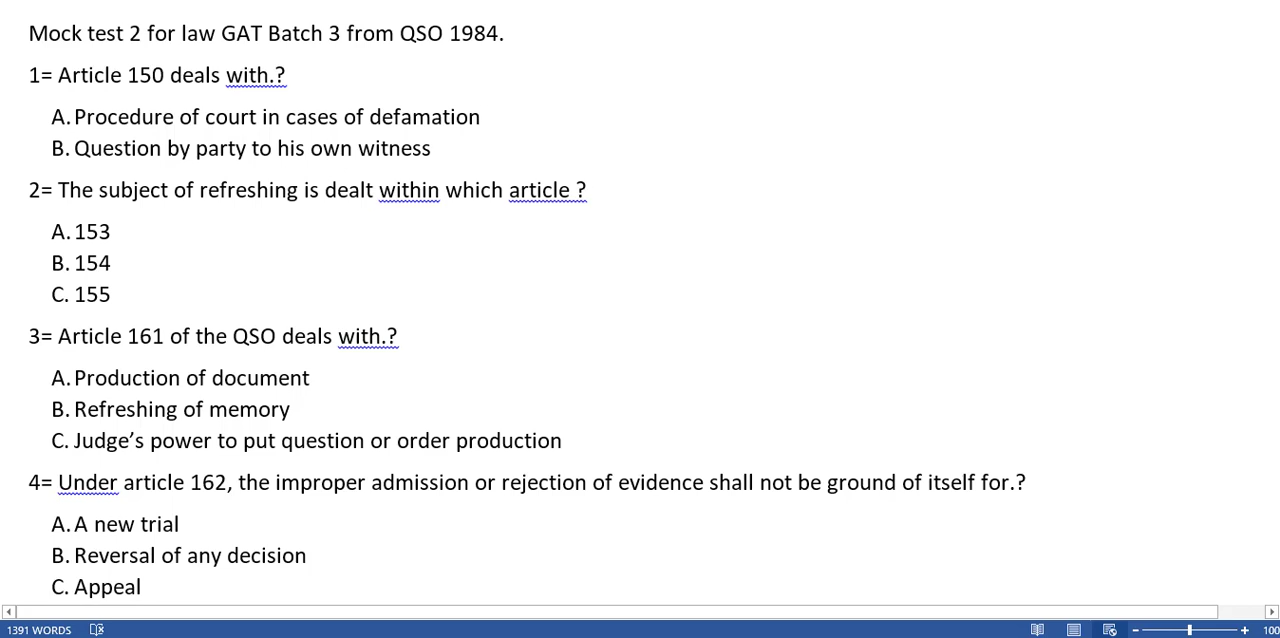 Mock test 2 for law GAT Batch 3 from QSO 1984.
1= Article 150 deals with.?
A. Procedure of court in cases of defamation
B. Question by party to his own witness
2= The subject of refreshing is dealt within which article ?
A. 153
B. 154
C. 155
3= Article 161 of the QSO deals with.?
A. Production of document
B. Refreshing of memory
C. Judge’s power to put question or order production
4= Under article 162, the improper admission or rejection of evidence shall not be ground of itself for.?
A. A new trial
B. Reversal of any decision
C. Appeal
1391 WORDS
100